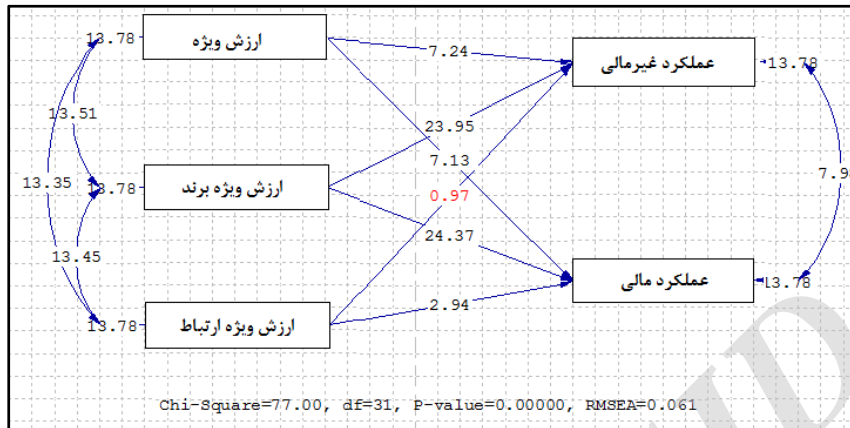 13.78
ارزش ویژه
7.24
عملکرد غیرمالی
13.78
13.51
23.95
7.13
13.35
13.78
ارزش ویژه برند
0.97
24.37
13.45
عملکرد مالی
13.78
2.94
13.78
ارزش ویژه ارتباط
Chi-Square=77.00, df=31, P-value=0.00000, RMSEA=0.061